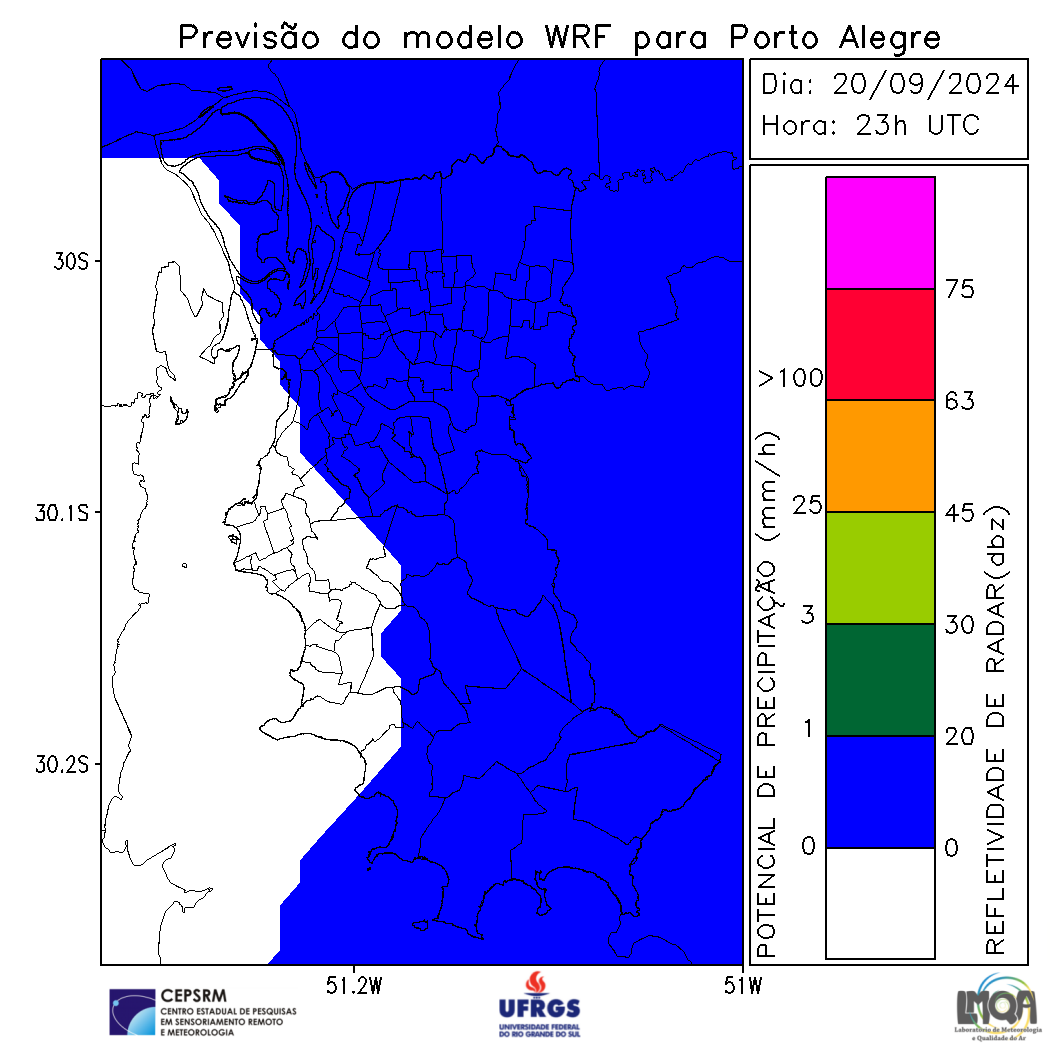 Previsão do modelo WRF para Porto Alegre
Dia: 20/09/2024
Hora: 23h UTC
30S
30.1S
30.2S
51.2W
51W
POTENCIAL DE PRECIPITAÇÃO (mm/h)
>100
25
3
1
0
75
63
45
30
20
0
REFLETIVIDADE DE RADAR(dbz)
CEPSRM
CENTRO ESTADUAL DE PESQUISAS
EM SENSORIAMENTO REMOTO
E METEOROLOGIA
UFRGS
UNIVERSIDADE FEDERAL
DO RIO GRANDE DO SUL
LMQA
Laboratório de Meteorologia
e Qualidade do Ar